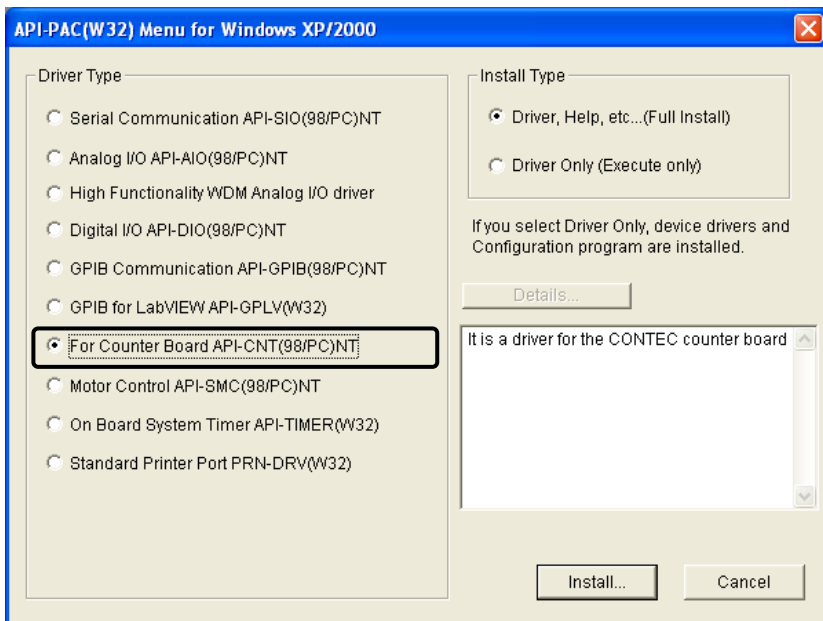 API-PAC(W32) Menu for Windows XP/2000
Driver Type
Serial Communication API-SIO(98/PC)NT
Analog I/O API-AIO(98/PC)NT
High Functionality WDM Analog I/O driver
Digital I/O API-DIO(98/PC)NT
GPIB Communication API-GPIB(98/PC)NT
GPIB for LabVIEW API-GPLV(W32)
For Counter Board API-CNT(98/PC)NT
Motor Control API-SMC(98/PC)NT
On Board System Timer API-TIMER(W32)
Standard Printer Port PRN-DRV(W32)
Install Type
Driver, Help, etc...(Full Install)
Driver Only (Execute only)
If you select Driver Only, device drivers and
Configuration program are installed.
Details...
It is a driver for the CONTEC counter board
Install...
Cancel